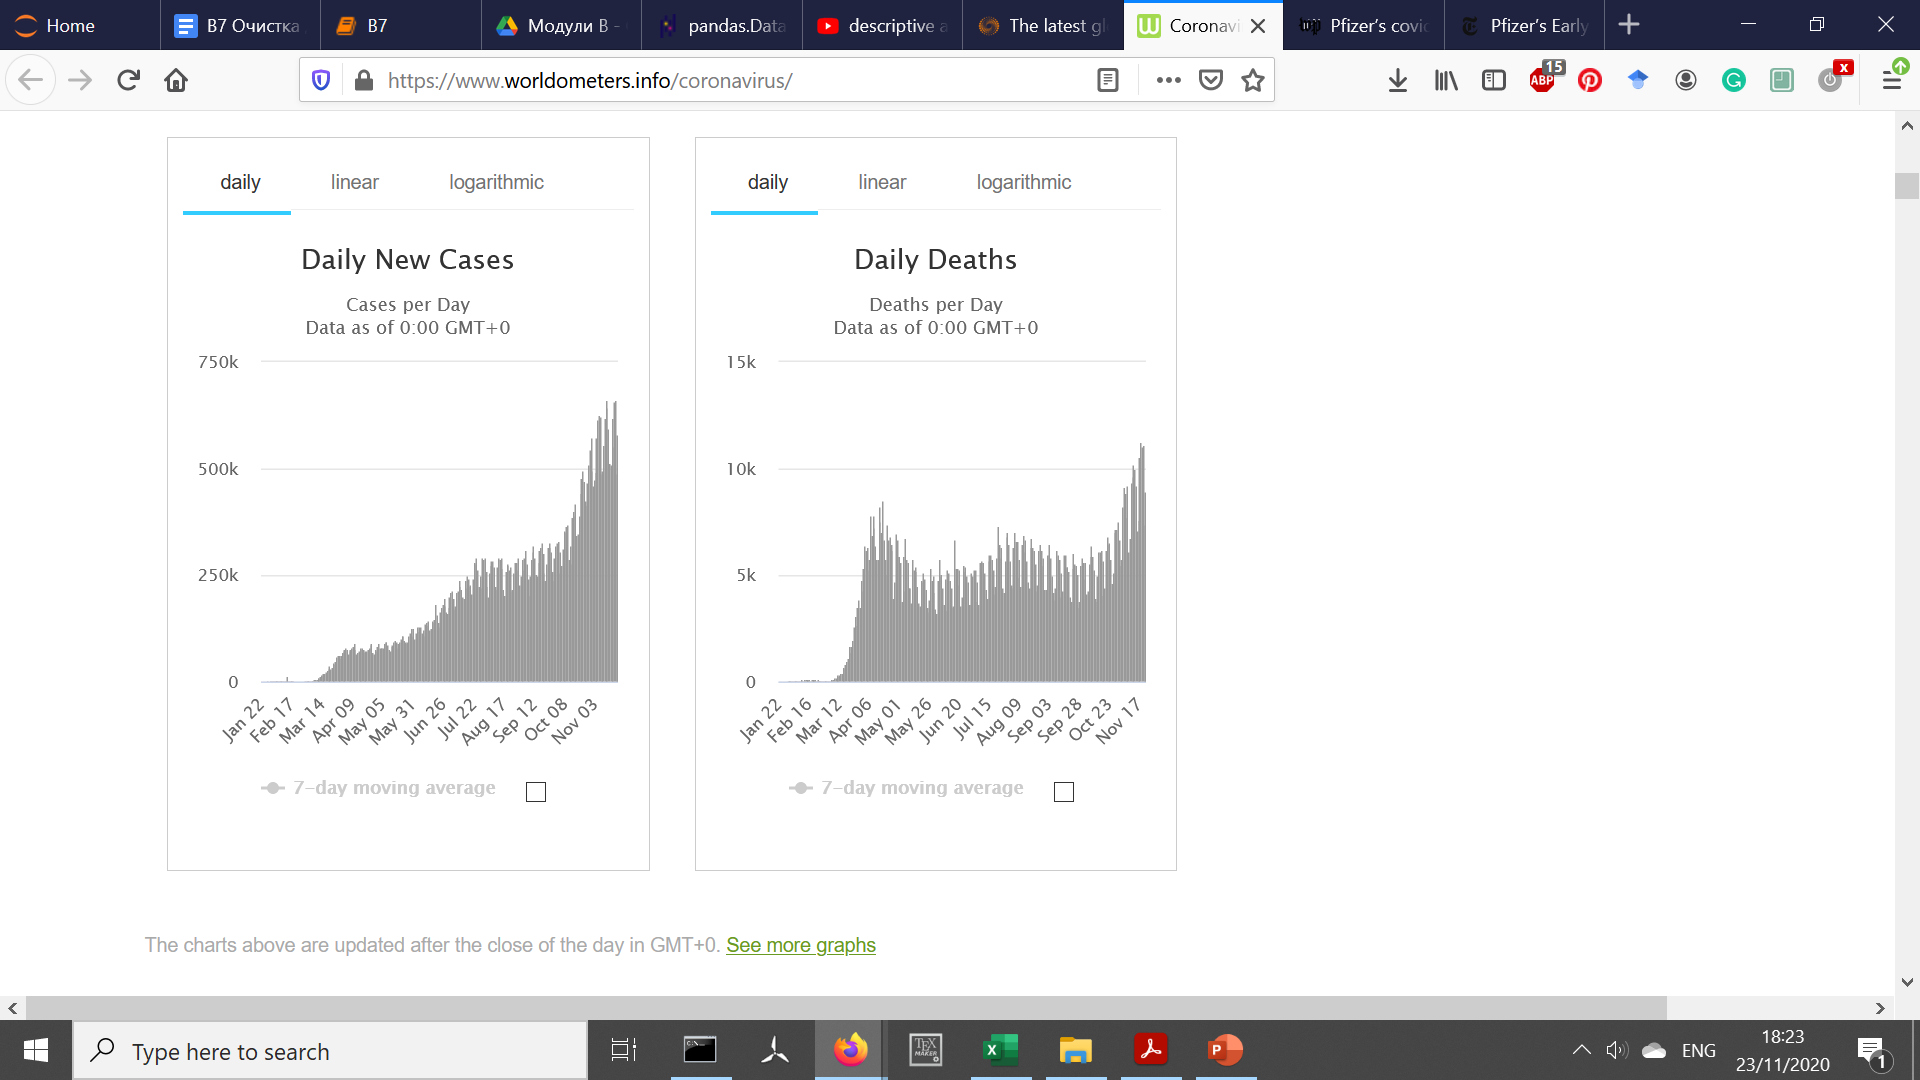 Home
B7 Очистка
B7
Модули B -
pandas.Data
descriptive a
The latest gl
Coronavi
Pfizer’s covid
Pfizer’s Early
https://www.worldometers.info/coronavirus/
ABP
15
x
daily linear logarithmic
Daily New Cases
Cases per Day
Data as of 0:00 GMT+0
750k
500k
250k
0
Jan 22
Feb 17
Mar 14
Apr 09
May 05
May 31
Jun 26
Jul 22
Aug 17
Sep 12
Oct 08
Nov 03
7-day moving average
daily linear logarithmic
Daily Deaths
Deaths per Day
Data as of 0:00 GMT+0
15k
10k
5k
0
Jan 22
Feb 16
Mar 12
Apr 06
May 01
May 26
Jun 20
Jul 15
Aug 09
Sep 03
Sep 28
Oct 23
Nov 17
7-day moving average
The charts above are updated after the close of the day in GMT+0. See more graphs
Type here to search
TEX
MAKER
ENG
18:23
23/11/2020
1